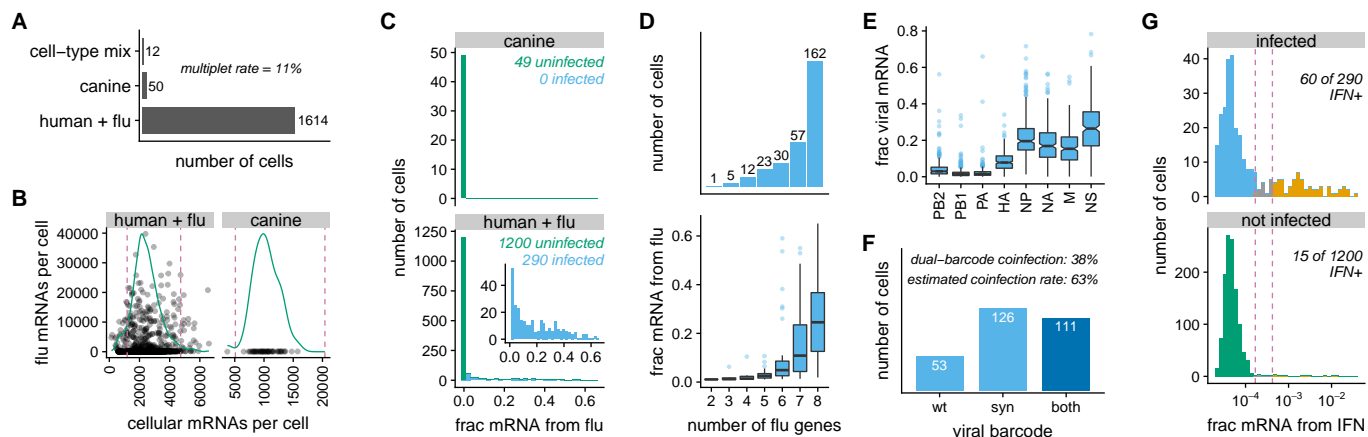 A
cell−type mix
canine
human + flu
12
50
1614
multiplet rate = 11%
number of cells
B
human + flu
canine
flu mRNAs per cell
40000
30000
20000
10000
0
0
20000
40000
60000
5000
10000
15000
20000
cellular mRNAs per cell
C
canine
49 uninfected
0 infected
50
40
30
20
10
0
number of cells
human + flu
1200 uninfected
290 infected
1250
1000
750
500
250
0
40
20
0
0.0 0.2 0.4 0.6
0.0 0.2 0.4 0.6
frac mRNA from flu
D
number of cells
1
5
12
23
30
57
162
frac mRNA from flu
0.6
0.4
0.2
0.0
2 3 4 5 6 7 8
number of flu genes
E
frac viral mRNA
0.8
0.6
0.4
0.2
0.0
PB2
PB1
PA
HA
NP
NA
M
NS
F
number of cells
dual−barcode coinfection: 38%
estimated coinfection rate: 63%
53
126
111
wt syn both
viral barcode
G
infected
60 of 290
IFN+
40
30
20
10
0
number of cells
not infected
15 of 1200
IFN+
200
100
0
10−4 10−3 10−2
frac mRNA from IFN